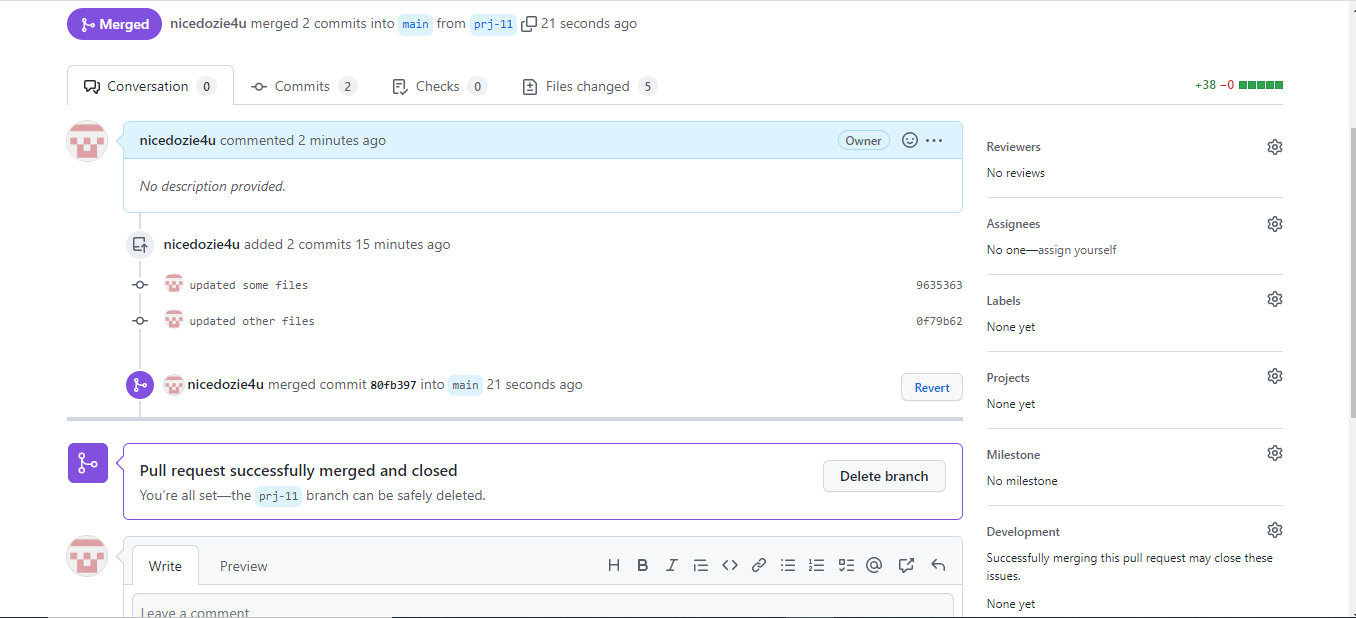 Merged nicedozie4u merged 2 commits into main from prj-11 21 seconds ago
Conversation 0 Commits 2 Checks 0 Files changed 5 +38 −0
nicedozie4u commented 2 minutes ago Owner
No description provided.
nicedozie4u added 2 commits 15 minutes ago
updated some files 9635363
updated other files 0f79b62
nicedozie4u merged commit 80fb397 into main 21 seconds ago Revert
Pull request successfully merged and closed
You're all set—the prj-11 branch can be safely deleted.
Delete branch
Write Preview
Leave a comment
Reviewers
No reviews
Assignees
No one—assign yourself
Labels
None yet
Projects
None yet
Milestone
No milestone
Development
Successfully merging this pull request may close these
issues.
None yet